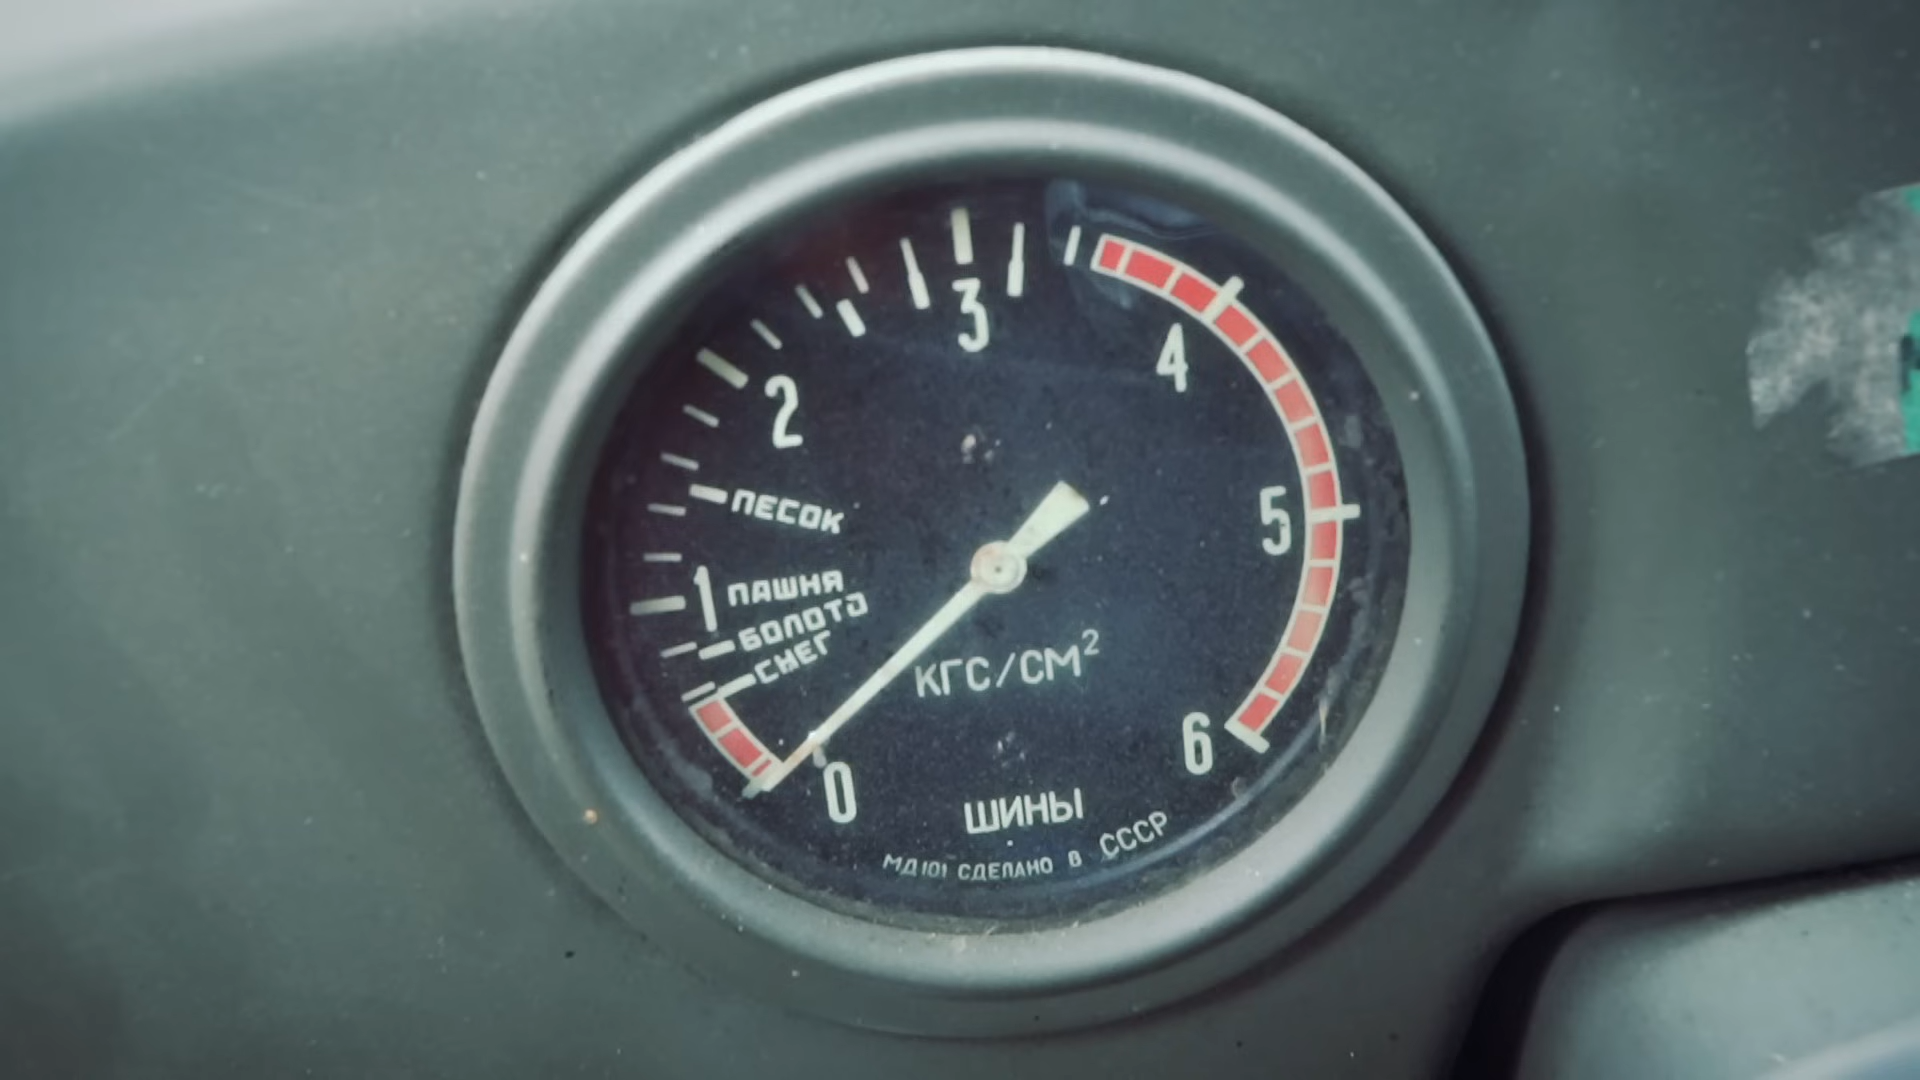 3
4
2
ПЕСОК
5
1
ПАШНЯ
БОЛОТО
СНЕГ
КГС/СМ²
6
0
ШИНЫ
МД101 СДЕЛАНО В СССР